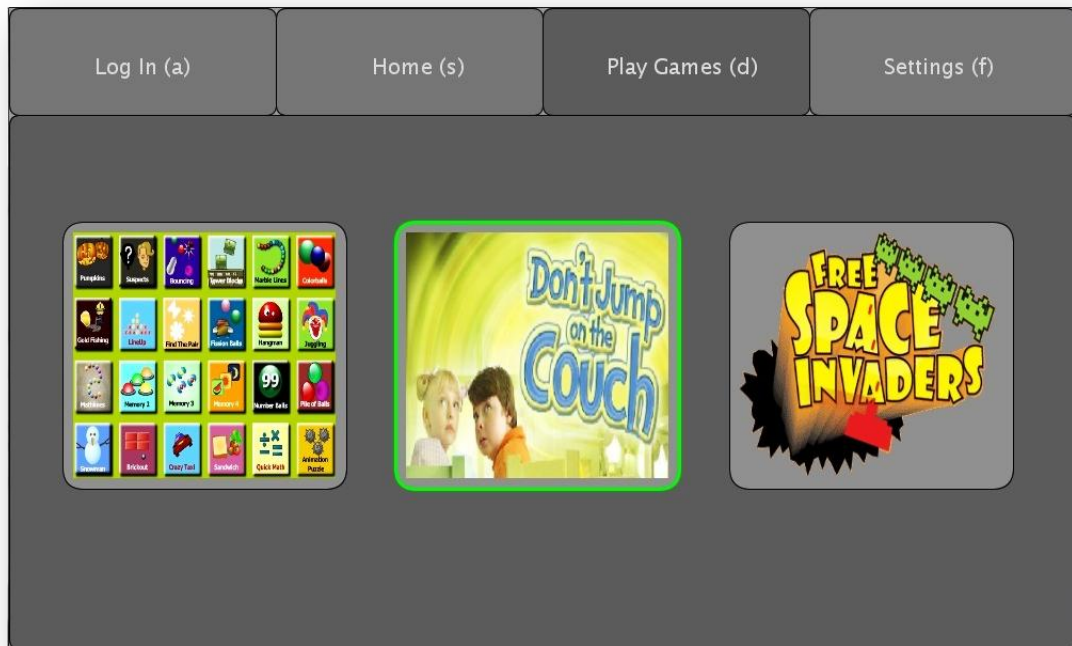 Log In (a)
Home (s)
Play Games (d)
Settings (f)
Pumpkins
Suspects
Bouncing
Tower Blocks
Marble Lines
Colorballs
Gold Fishing
LineUp
Find The Pair
Fusion Balls
Hangman
Juggling
Memory 2
Memory 3
Memory 4
99
Number Balls
Pile of Balls
Snowman
Brickout
Crazy Taxi
Sandwich
Quick Math
Animation
Puzzle
Don't Jump
on the
Couch
FREE
SPACE
INVADERS